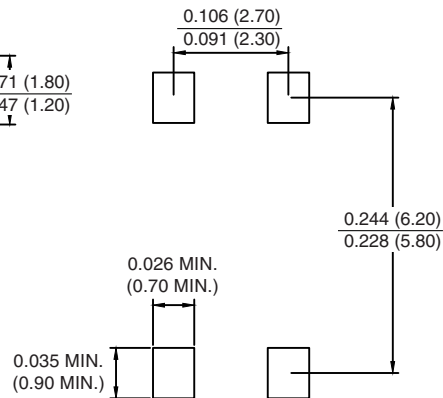 0.106 (2.70)
0.091 (2.30)
71 (1.80)
47 (1.20)
0.244 (6.20)
0.228 (5.80)
0.026 MIN.
(0.70 MIN.)
0.035 MIN.
(0.90 MIN.)